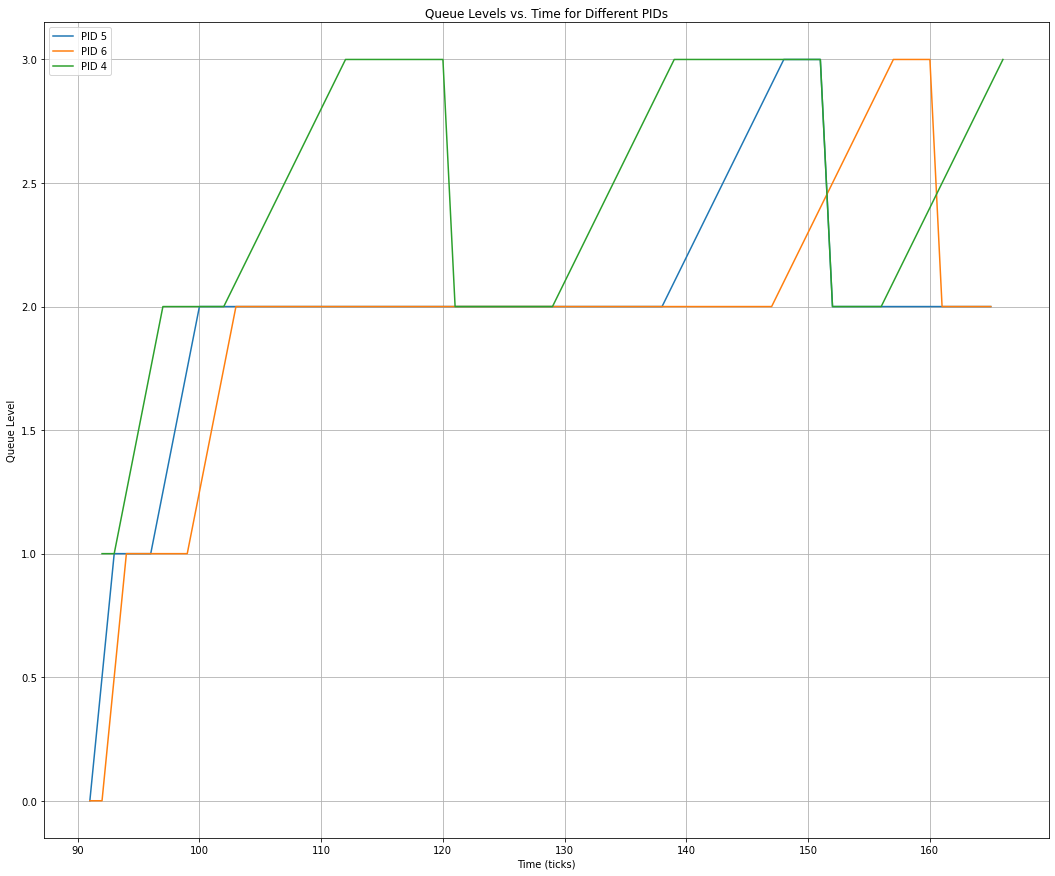 Queue Levels vs. Time for Different PIDs
PID 5
PID 6
PID 4
3.0
2.5
2.0
1.5
1.0
0.5
0.0
Queue Level
90 100 110 120 130 140 150 160
Time (ticks)